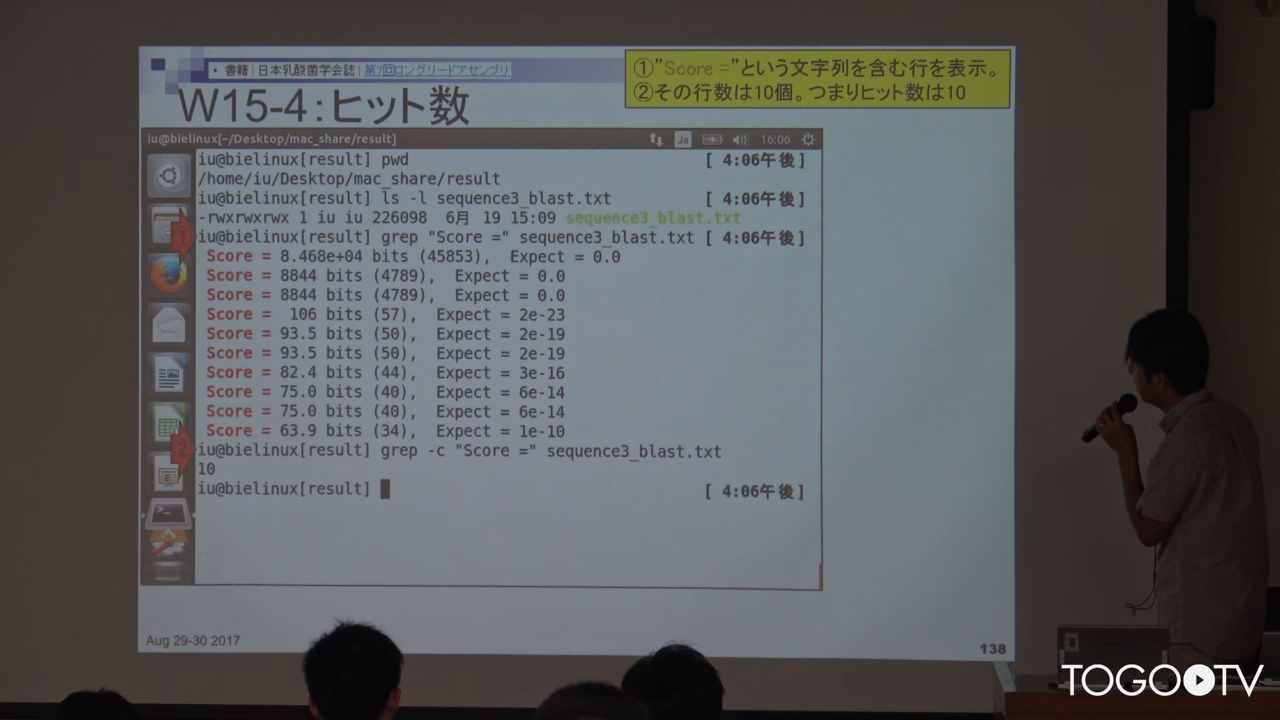 ・書籍 | 日本乳酸菌学会誌 | 第7回ロングリードアセンブリ
①"Score ="という文字列を含む行を表示。
②その行数は10個。つまりヒット数は10
W15-4：ヒット数
iu@bielinux[~/Desktop/mac_share/result]
Ja
16:06
iu@bielinux[result] pwd [ 4:06午後]
/home/iu/Desktop/mac_share/result
iu@bielinux[result] ls -l sequence3_blast.txt [ 4:06午後]
-rwxrwxrwx 1 iu iu 226098 6月 19 15:09 sequence3_blast.txt
1
iu@bielinux[result] grep "Score =" sequence3_blast.txt [ 4:06午後]
Score = 8.468e+04 bits (45853), Expect = 0.0
Score = 8844 bits (4789), Expect = 0.0
Score = 8844 bits (4789), Expect = 0.0
Score = 106 bits (57), Expect = 2e-23
Score = 93.5 bits (50), Expect = 2e-19
Score = 93.5 bits (50), Expect = 2e-19
Score = 82.4 bits (44), Expect = 3e-16
Score = 75.0 bits (40), Expect = 6e-14
Score = 75.0 bits (40), Expect = 6e-14
Score = 63.9 bits (34), Expect = 1e-10
2
iu@bielinux[result] grep -c "Score =" sequence3_blast.txt
10
iu@bielinux[result] [ 4:06午後]
Aug 29-30 2017
138
TOGO TV